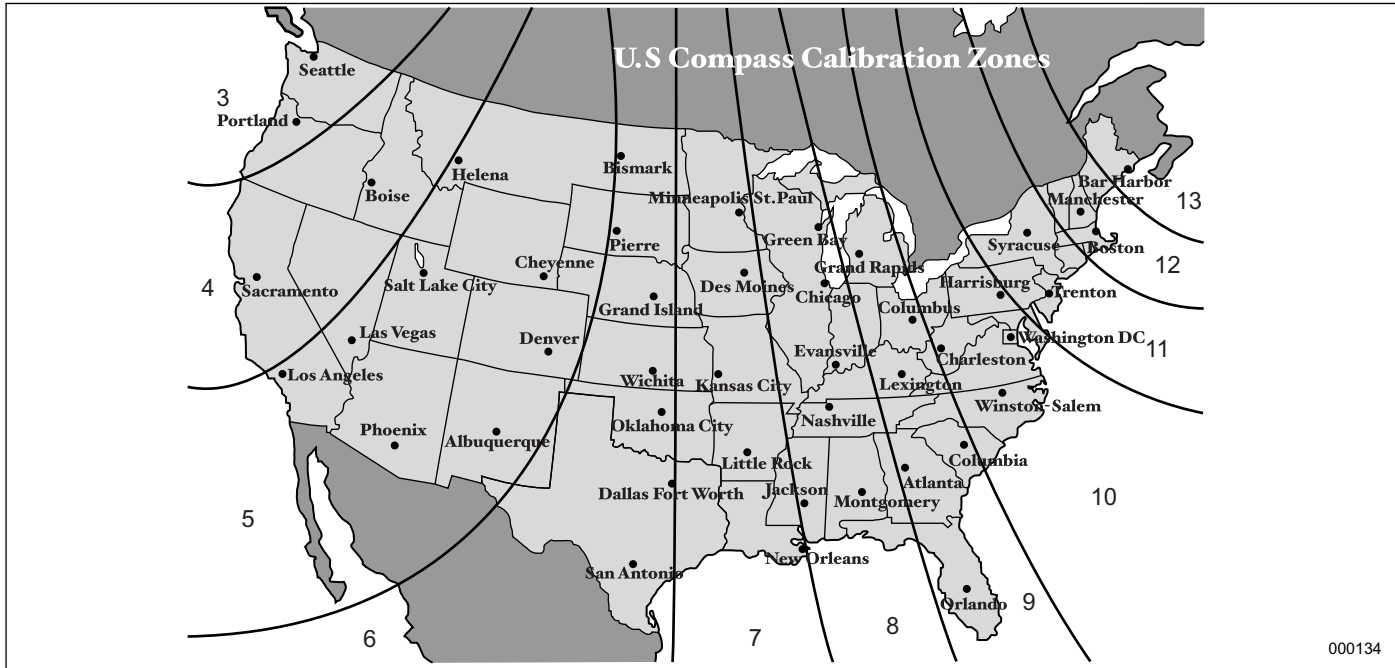 U.S Compass Calibration Zones
Seattle
3
Portland
Helena
Bismark
Boise
Bar Harbor
Minneapolis St.Paul
Manchester
13
Green Bay
Syracuse
Boston
Pierre
12
Cheyenne
Grand Rapids
4
Sacramento
Salt Lake City
Des Moines
Chicago
Harrisburg
Trenton
Grand Island
Columbus
Las Vegas
Denver
Washington DC
11
Evansville
Charleston
Los Angeles
Wichita
Kansas City
Lexington
Winston-Salem
Oklahoma City
Nashville
Phoenix
Albuquerque
Little Rock
Columbia
Dallas Fort Worth
Jackson
Atlanta
Montgomery
10
5
New Orleans
San Antonio
Orlando
9
6
7
8
000134